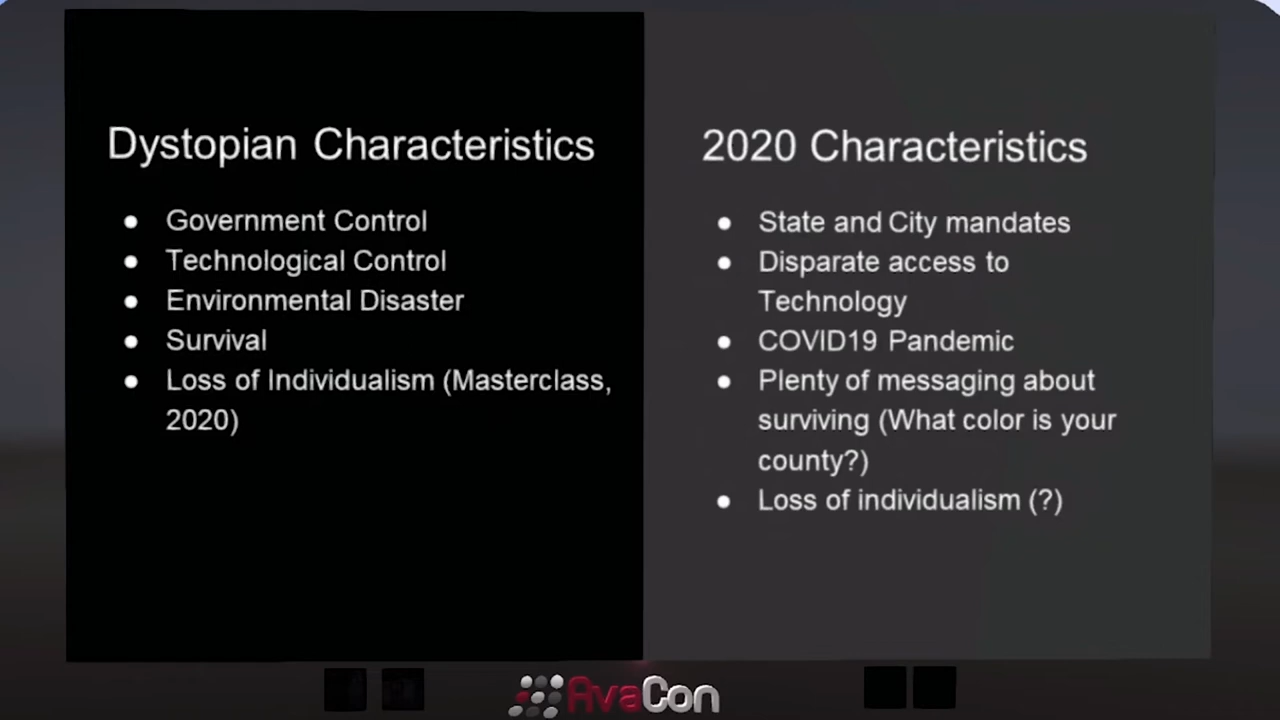 Dystopian Characteristics
Government Control
Technological Control
Environmental Disaster
Survival
Loss of Individualism (Masterclass,
2020)
2020 Characteristics
State and City mandates
Disparate access to
Technology
COVID19 Pandemic
Plenty of messaging about
surviving (What color is your
county?)
Loss of individualism (?)
AvaCon